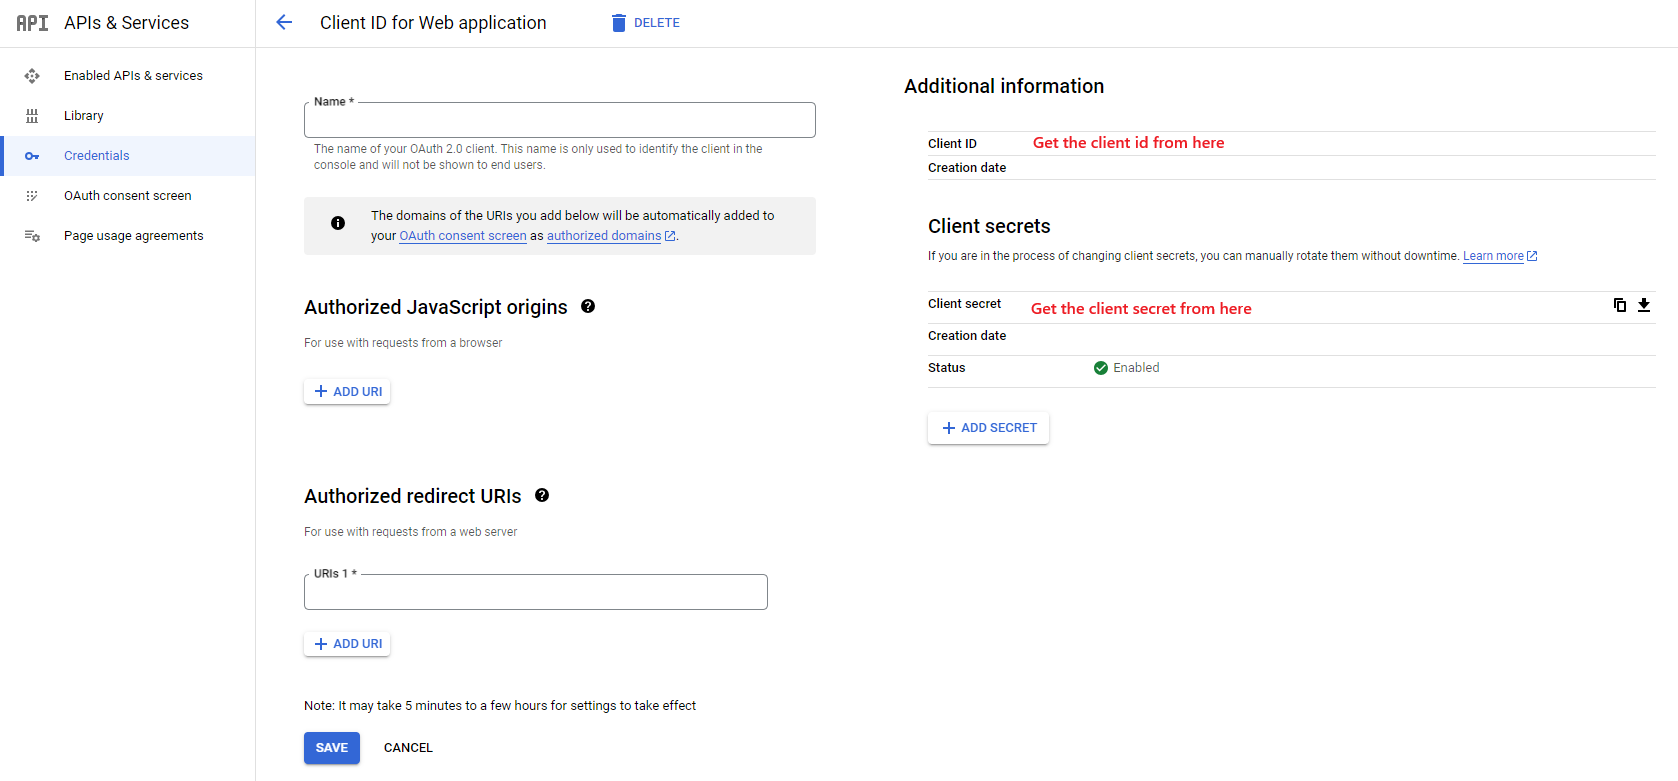 API APIs & Services
Enabled APIs & services
Library
Credentials
OAuth consent screen
Page usage agreements
Client ID for Web application
DELETE
Name *
The name of your OAuth 2.0 client. This name is only used to identify the client in the
console and will not be shown to end users.
The domains of the URIs you add below will be automatically added to
your OAuth consent screen as authorized domains.
Authorized JavaScript origins
For use with requests from a browser
ADD URI
Authorized redirect URIs
For use with requests from a web server
URIs 1 *
ADD URI
Note: It may take 5 minutes to a few hours for settings to take effect
SAVE CANCEL
Additional information
Client ID Get the client id from here
Creation date
Client secrets
If you are in the process of changing client secrets, you can manually rotate them without downtime. Learn more
Client secret Get the client secret from here
Creation date
Status Enabled
ADD SECRET